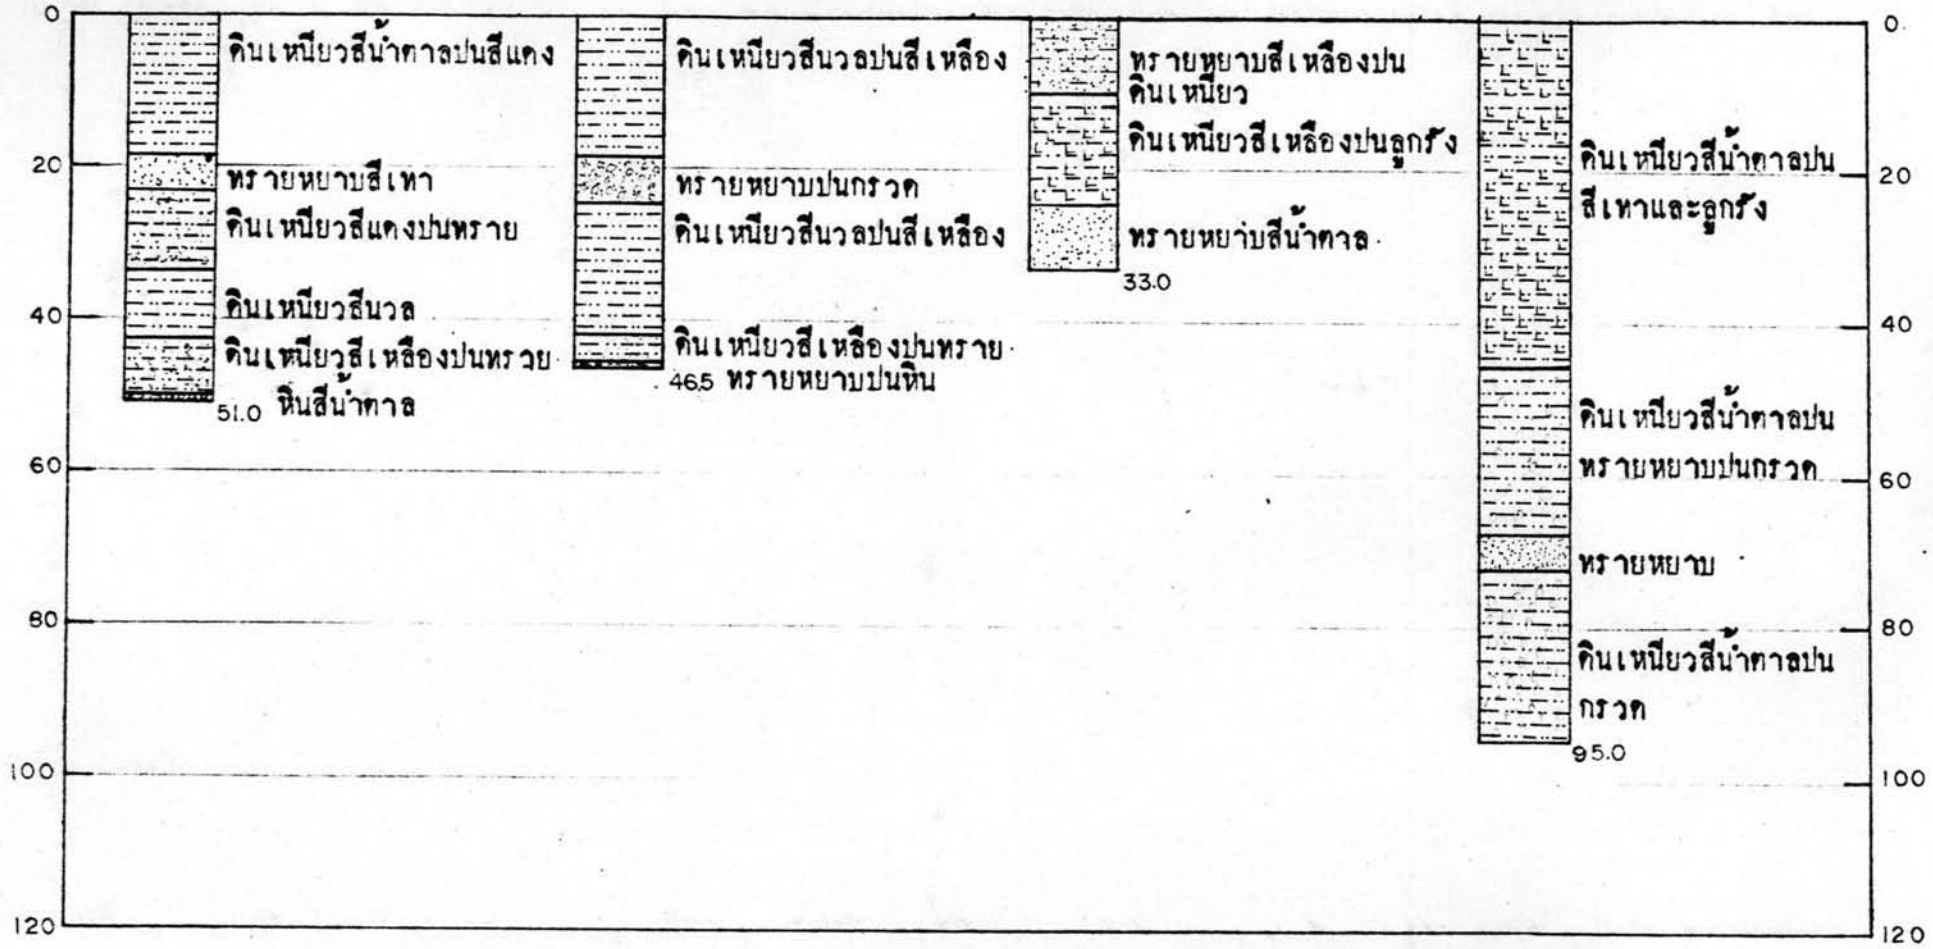 0
20
40
60
80
100
120
ดินเหนียวสีน้ำตาลปนสีแดง
ทรายหยาบสีเทา
ดินเหนียวสีแดงปนทราย
ดินเหนียวสีนวล
ดินเหนียวสีเหลืองปนทราย
51.0 หินสีน้ำตาล
ดินเหนียวสีนวลปนสีเหลือง
ทรายหยาบปนกรวด
ดินเหนียวสีนวลปนสีเหลือง
ดินเหนียวสีเหลืองปนทราย
46.5 ทรายหยาบปนหิน
ทรายหยาบสีเหลืองปน
ดินเหนียว
ดินเหนียวสีเหลืองปนลูกรัง
ทรายหยาบสีน้ำตาล
33.0
ดินเหนียวสีน้ำตาลปน
สีเทาและลูกรัง
ดินเหนียวสีน้ำตาลปน
ทรายหยาบปนกรวด
ทรายหยาบ
ดินเหนียวสีน้ำตาลปน
กรวด
95.0
0
20
40
60
80
100
120